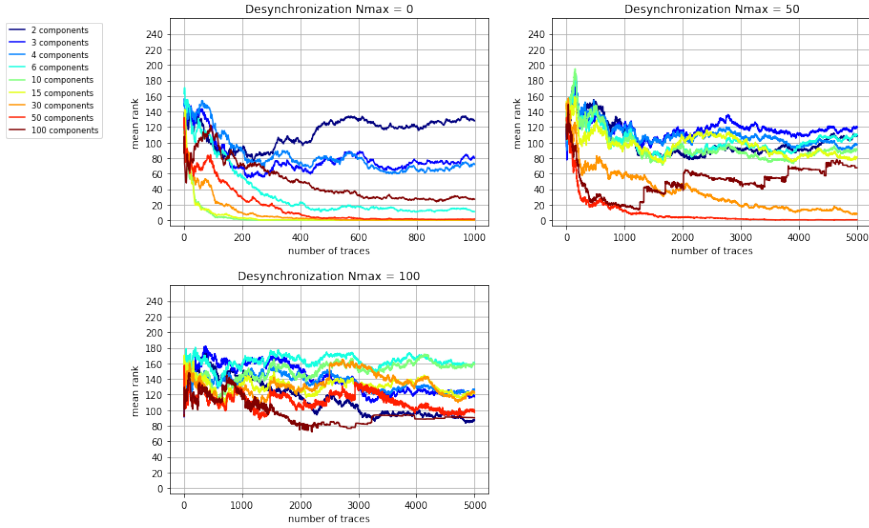 Desynchronization Nmax = 0
Desynchronization Nmax = 50
2 components
3 components
4 components
6 components
10 components
15 components
30 components
50 components
100 components
mean rank
240
220
200
180
160
140
120
100
80
60
40
20
0
0 200 400 600 800 1000
number of traces
mean rank
240
220
200
180
160
140
120
100
80
60
40
20
0
0 1000 2000 3000 4000 5000
number of traces
Desynchronization Nmax = 100
mean rank
240
220
200
180
160
140
120
100
80
60
40
20
0
0 1000 2000 3000 4000 5000
number of traces